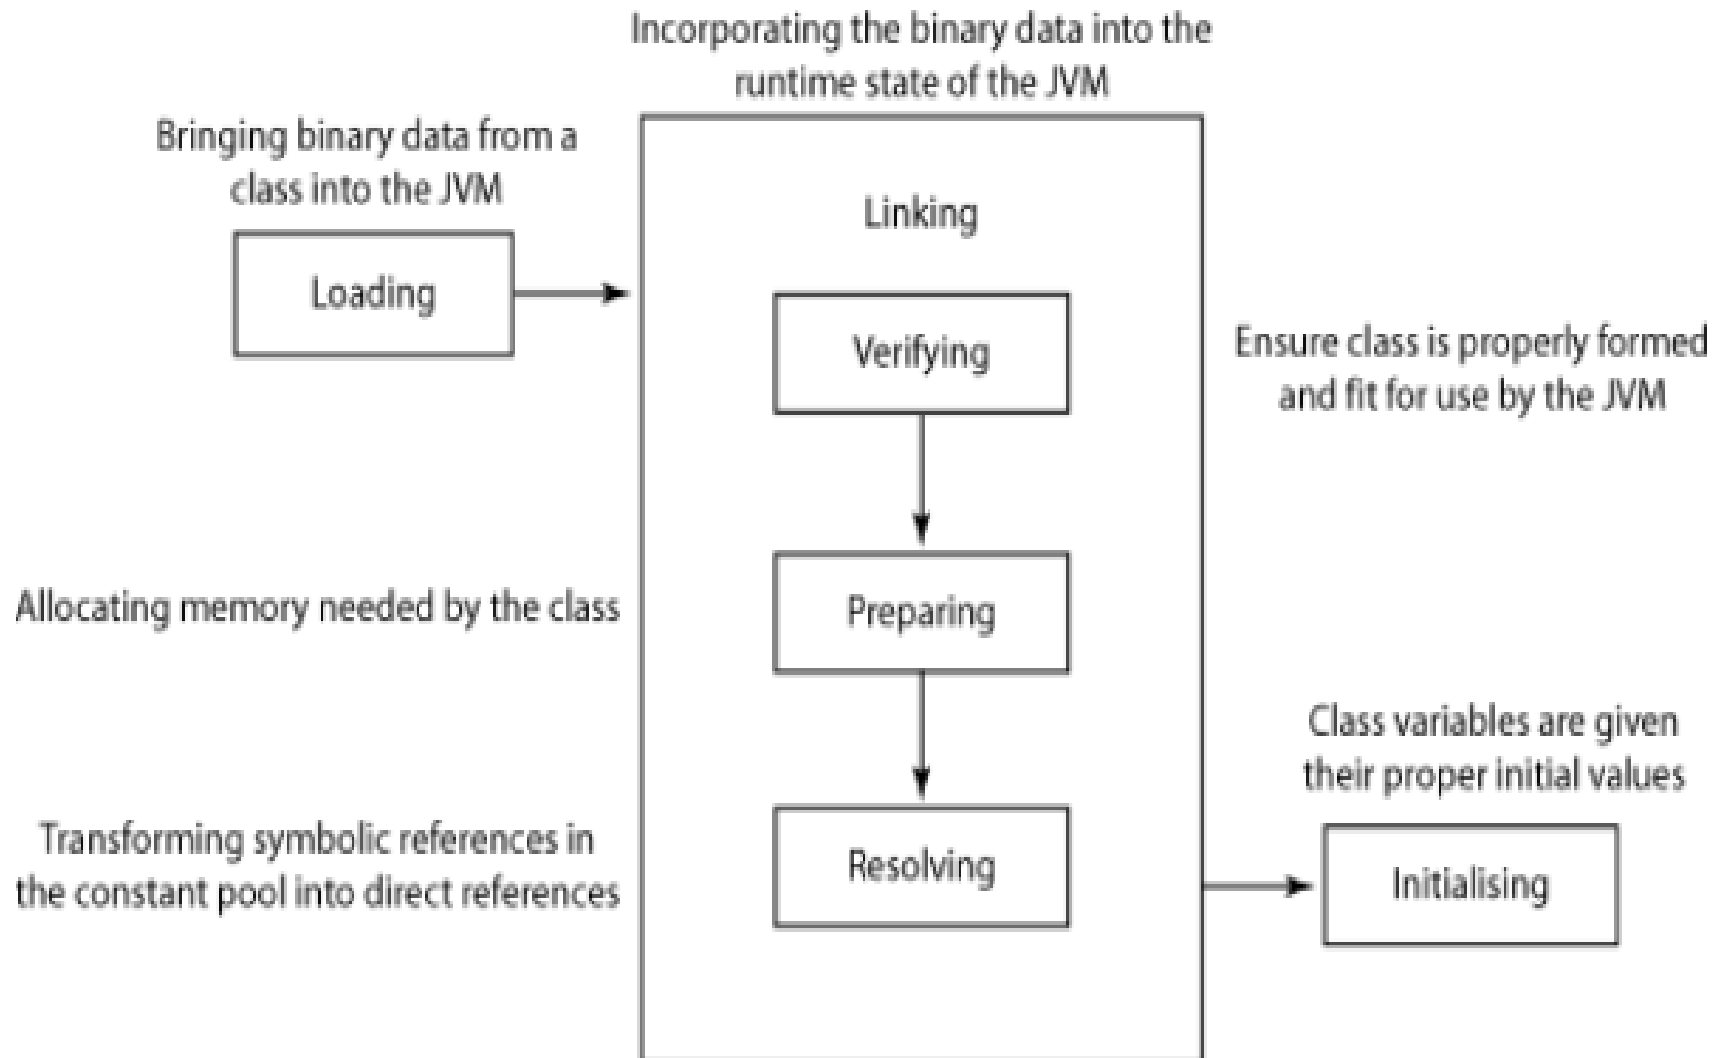 Incorporating the binary data into the
runtime state of the JVM
Bringing binary data from a
class into the JVM
Loading
Linking
Verifying
Ensure class is properly formed
and fit for use by the JVM
Allocating memory needed by the class
Preparing
Class variables are given
their proper initial values
Transforming symbolic references in
the constant pool into direct references
Resolving
Initialising